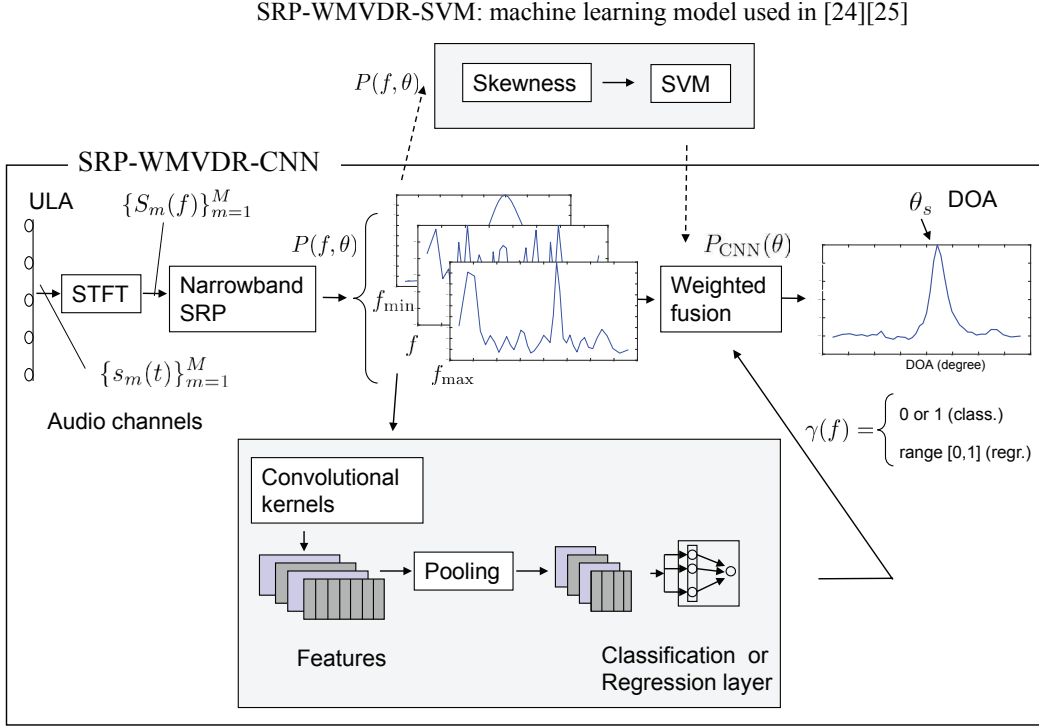 SRP-WMVDR-SVM: machine learning model used in [24][25]
P(f, θ)
Skewness
SVM
SRP-WMVDR-CNN
ULA
{S_m(f)}_{m=1}^{M}
STFT
Narrowband
SRP
{s_m(t)}_{m=1}^{M}
Audio channels
P(f, θ)
f_min
f
f_max
Weighted
fusion
P_CNN(θ)
θ_s
DOA
DOA (degree)
γ(f) =
0 or 1 (class.)
range [0,1] (regr.)
Convolutional
kernels
Pooling
Features
Classification or
Regression layer